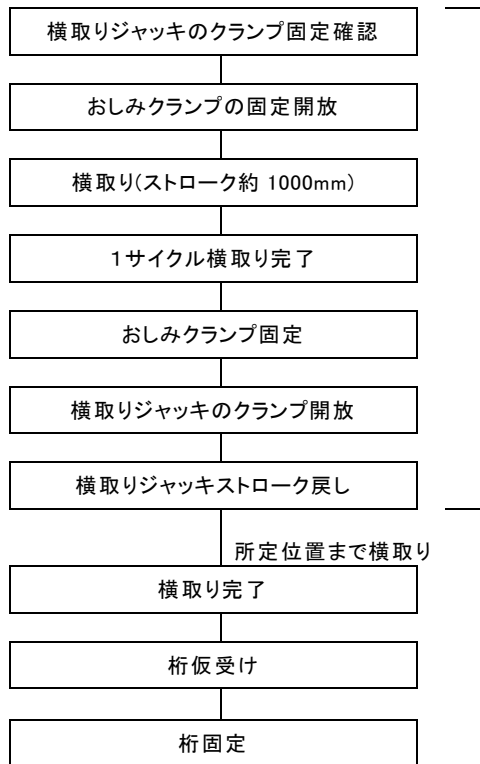 横取りジャッキのクランプ固定確認
おしみクランプの固定開放
横取り(ストローク約 1000mm)
1サイクル横取り完了
おしみクランプ固定
横取りジャッキのクランプ開放
横取りジャッキストローク戻し
所定位置まで横取り
横取り完了
桁仮受け
桁固定